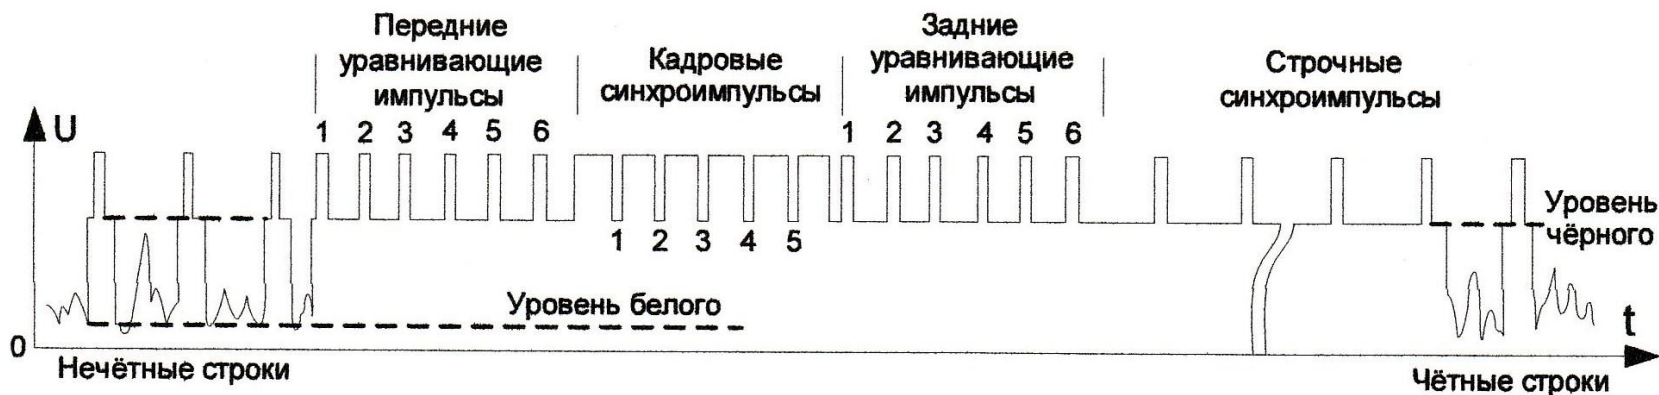 Передние
уравнивающие
импульсы
Кадровые
синхроимпульсы
Задние
уравнивающие
импульсы
Строчные
синхроимпульсы
U
1 2 3 4 5 6
1 2 3 4 5 6
1 2 3 4 5
Уровень
чёрного
Уровень белого
t
0
Нечётные строки
Чётные строки